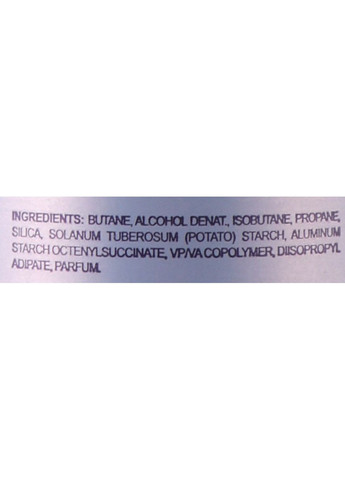 INGREDIENTS: BUTANE, ALCOHOL DENAT., ISOBUTANE, PROPANE,
SILICA, SOLANUM TUBEROSUM (POTATO) STARCH, ALUMINUM
STARCH OCTENYLSUCCINATE, VP/VA COPOLYMER, DIISOPROPYL
ADIPATE, PARFUM.